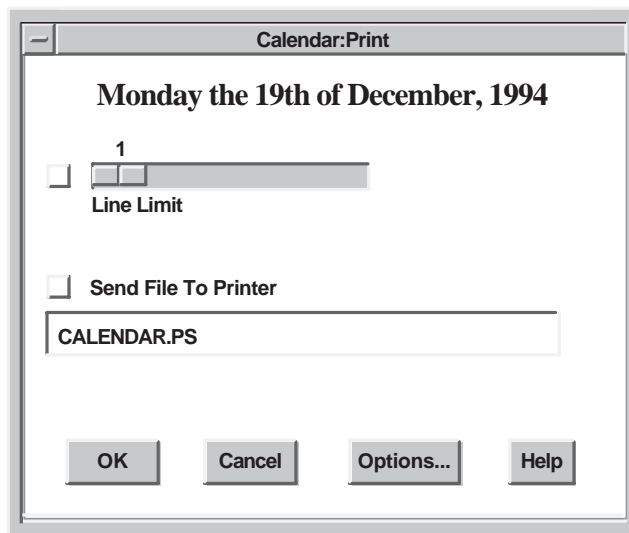 Calendar:Print
Monday the 19th of December, 1994
1
Line Limit
Send File To Printer
CALENDAR.PS
OK Cancel Options... Help